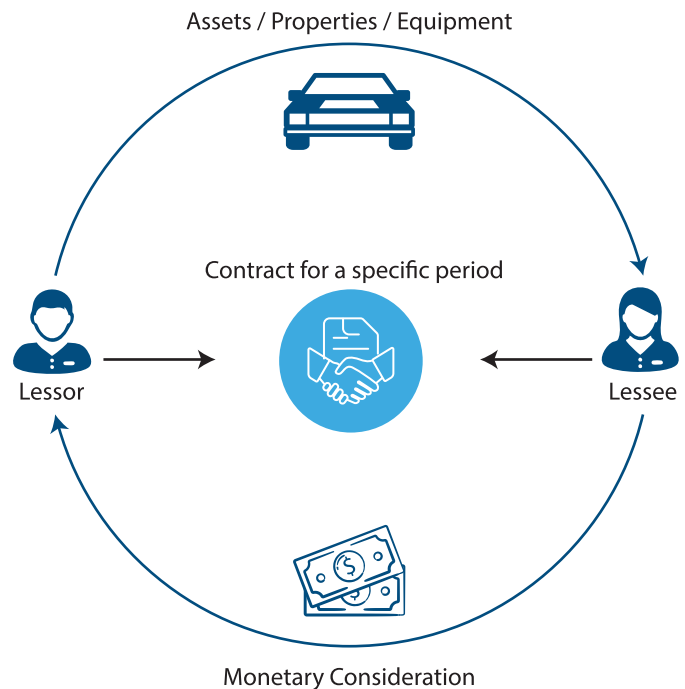 Assets / Properties / Equipment
Contract for a specific period
Lessor
Lessee
$
$
Monetary Consideration